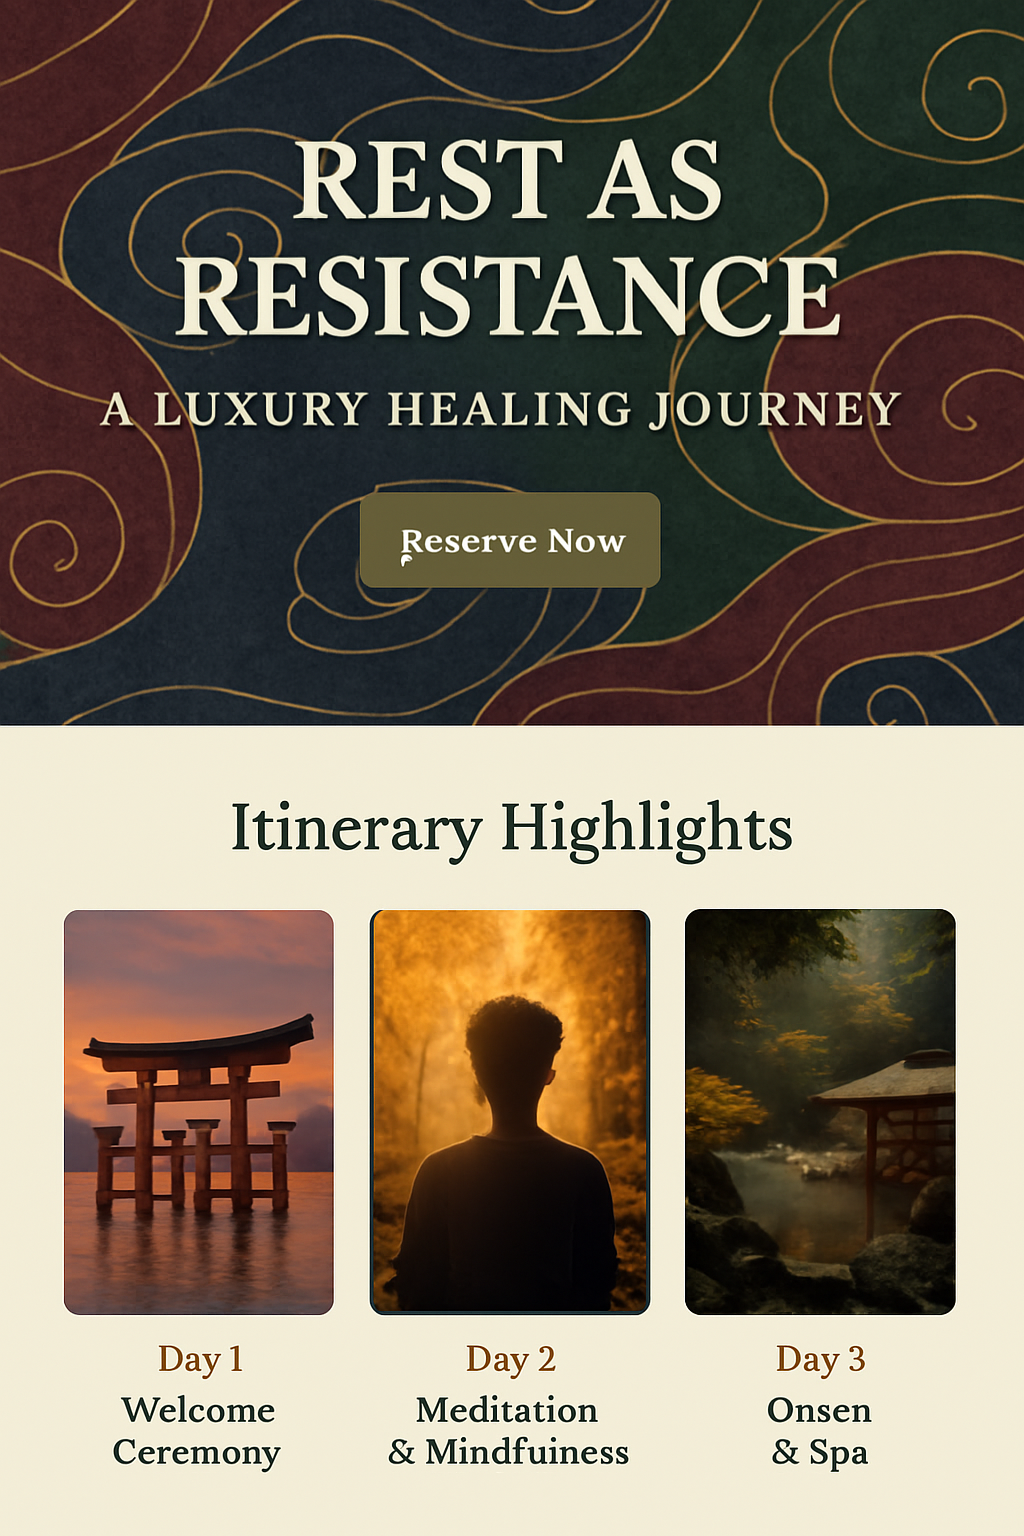 REST AS
RESISTANCE
A LUXURY HEALING JOURNEY
Reserve Now
Itinerary Highlights
Day 1
Welcome
Ceremony
Day 2
Meditation
& Mindfuiness
Day 3
Onsen
& Spa